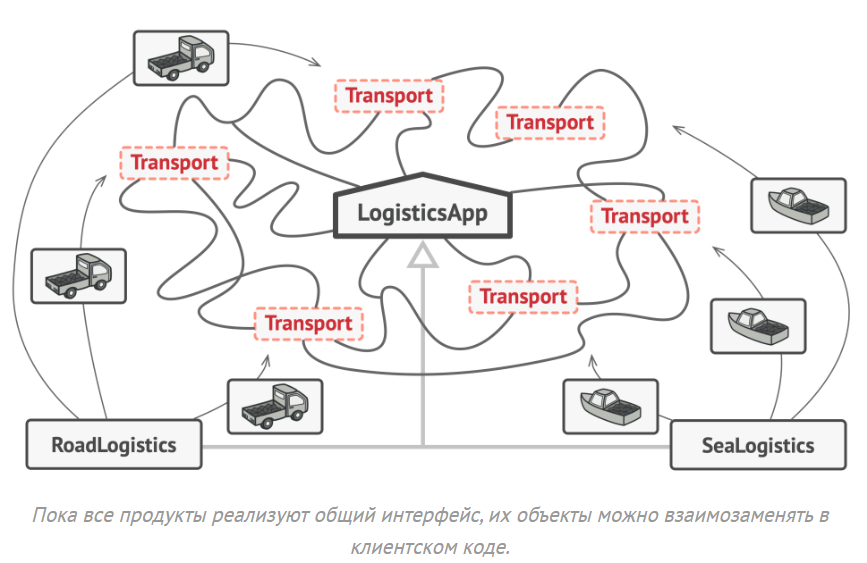 Transport
Transport
Transport
LogisticsApp
Transport
Transport
Transport
RoadLogistics
SeaLogistics
Пока все продукты реализуют общий интерфейс, их объекты можно взаимозаменять в
клиентском коде.